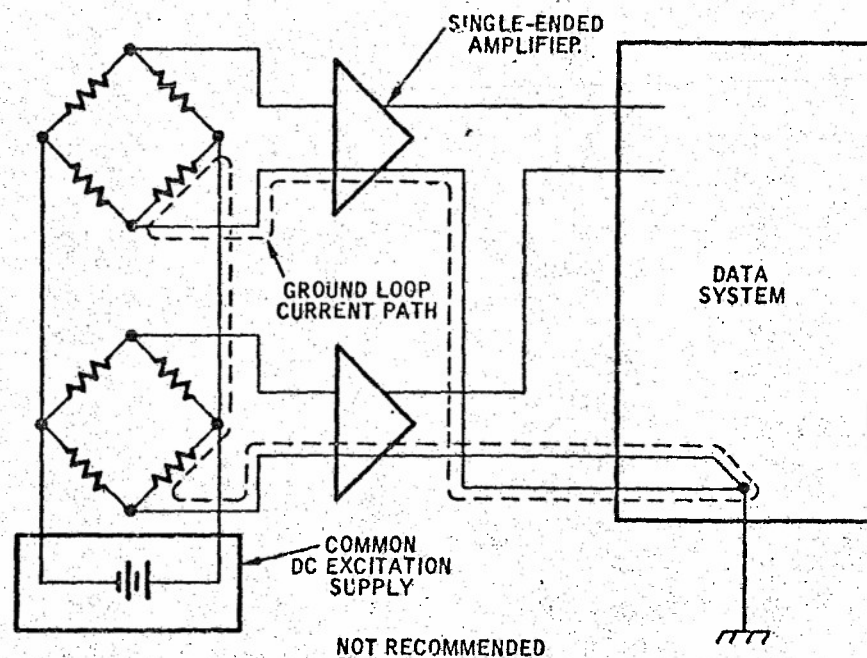 SINGLE-ENDED
AMPLIFIER.
GROUND LOOP
CURRENT PATH
DATA
SYSTEM
COMMON
DC EXCITATION
SUPPLY
NOT RECOMMENDED